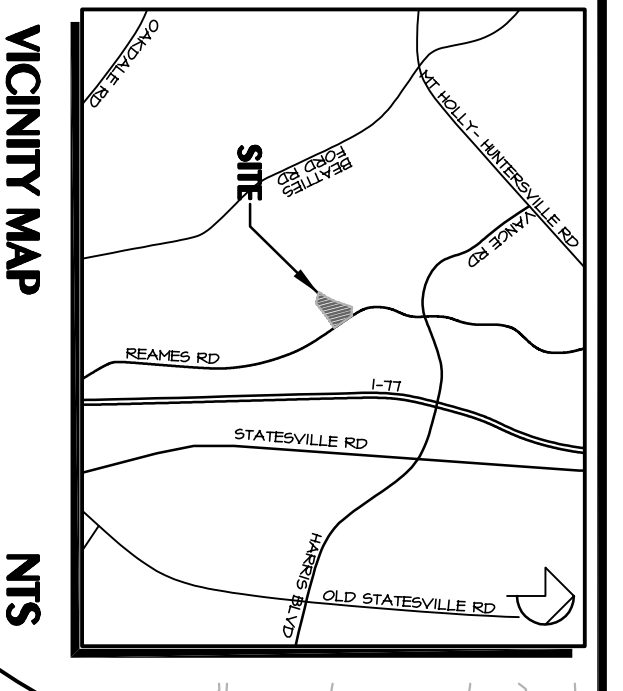 OAKDALE RD
MT HOLLY- HUNTERSVILLE RD
BEATTIES
FORD RD
SITE
VANCE RD
REAMES RD
I-77
STATESVILLE RD
HARRIS BLVD
OLD STATESVILLE RD
VICINITY MAP
NTS